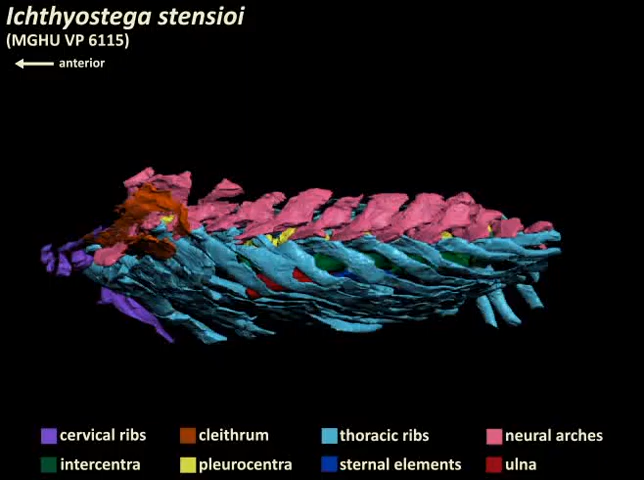 Ichthyostega stensioi
(MGHU VP 6115)
anterior
cervical ribs
cleithrum
thoracic ribs
neural arches
intercentra
pleurocentra
sternal elements
ulna